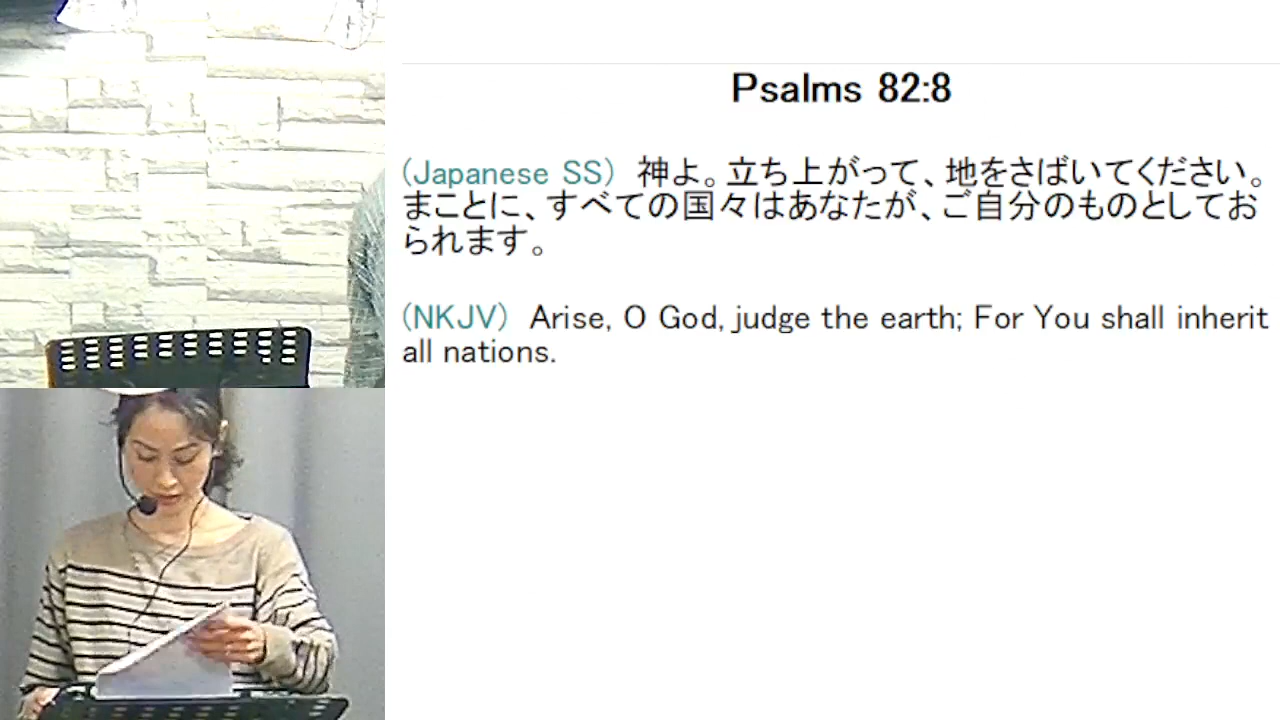 Psalms 82:8
(Japanese SS) 神よ。立ち上がって、地をさばいてください。
まことに、すべての国々はあなたが、ご自分のものとしてお
られます。
(NKJV) Arise, O God, judge the earth; For You shall inherit
all nations.